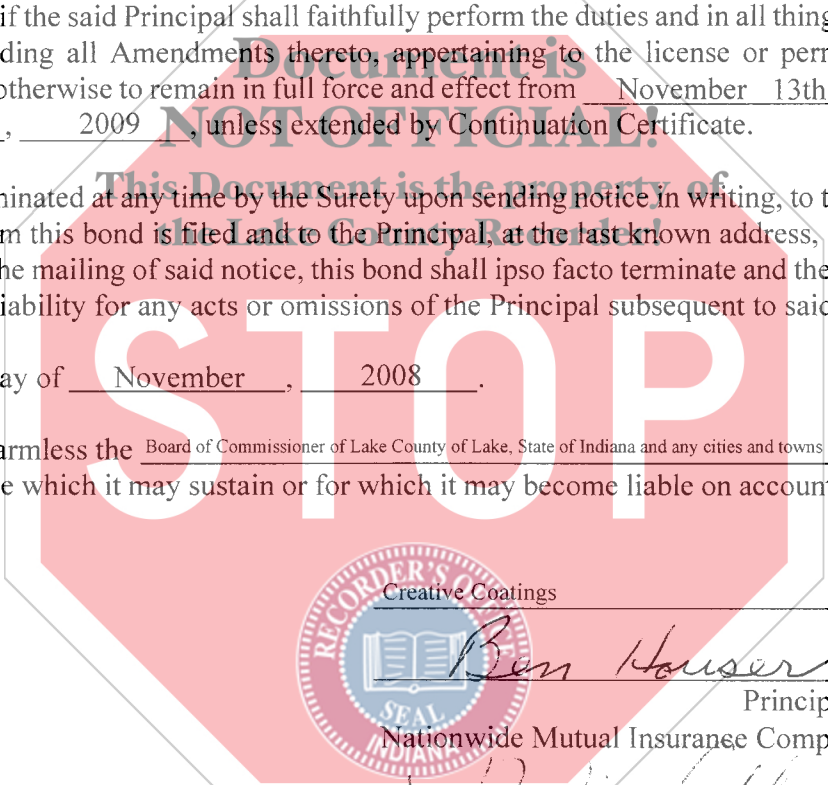 if the said Principal shall faithfully perform the duties and in all thing
ding all Amendments thereto, appertaining to the license or per
otherwise to remain in full force and effect from November 13th
, 2009, unless extended by Continuation Certificate.
Document is
NOT OFFICIAL!
This Document is the property of
the Lake County Recorder!
ninated at any time by the Surety upon sending notice in writing, to t
m this bond is filed and to the Principal, at the last known address,
he mailing of said notice, this bond shall ipso facto terminate and the
iability for any acts or omissions of the Principal subsequent to said
STOP
ay of November, 2008.
armless the Board of Commissioner of Lake County of Lake, State of Indiana and any cities and towns
e which it may sustain or for which it may become liable on accoun
Creative Coatings
Ben Houser
Princip
Nationwide Mutual Insurance Comp
RECORDER'S OFFICE
SEAL
INDIANA